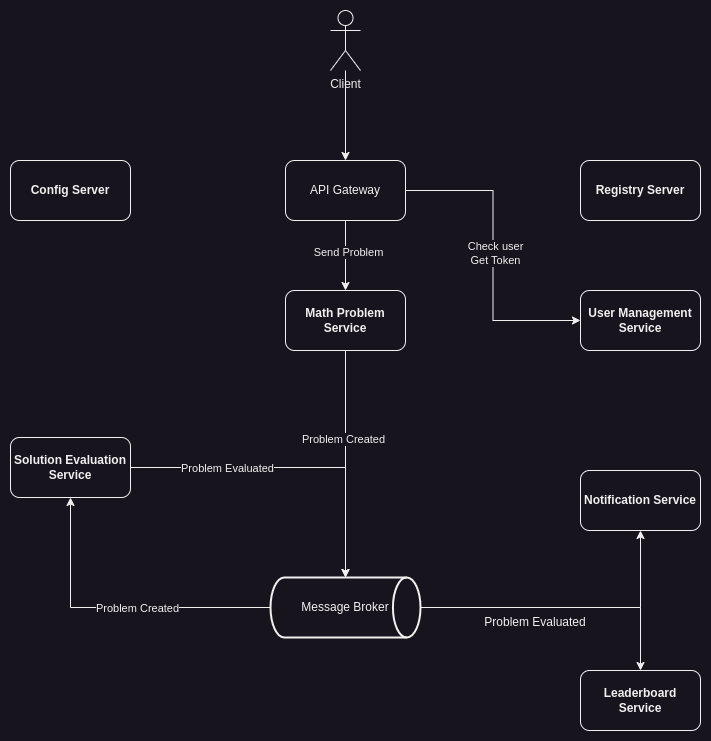 Client
Config Server
API Gateway
Registry Server
Send Problem
Check user
Get Token
Math Problem
Service
User Management
Service
Problem Created
Solution Evaluation
Service
Problem Evaluated
Notification Service
Problem Created
Message Broker
Problem Evaluated
Leaderboard
Service